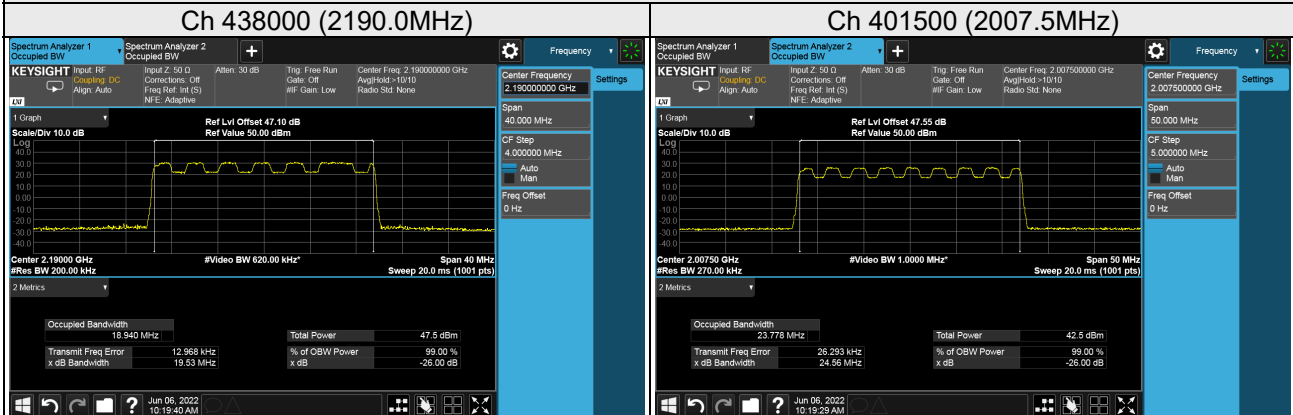 Ch 438000 (2190.0MHz)
Spectrum Analyzer 1
Occupied BW
Spectrum Analyzer 2
Occupied BW
Frequency
KEYSIGHT
LXI
Input: RF
Coupling: DC
Align: Auto
Input Z: 50 Ω
Corrections: Off
Freq Ref: Int (S)
NFE: Adaptive
Atten: 30 dB
Trig: Free Run
Gate: Off
#IF Gain: Low
Center Freq: 2.190000000 GHz
Avg|Hold:>10/10
Radio Std: None
Center Frequency
2.190000000 GHz
Settings
Span
40.000 MHz
CF Step
4.000000 MHz
Auto
Man
Freq Offset
0 Hz
1 Graph
Scale/Div 10.0 dB
Ref Lvl Offset 47.10 dB
Ref Value 50.00 dBm
Log
40.0
30.0
20.0
10.0
0.00
-10.0
-20.0
-30.0
-40.0
Center 2.19000 GHz
#Video BW 620.00 kHz*
Span 40 MHz
#Res BW 200.00 kHz
Sweep 20.0 ms (1001 pts)
2 Metrics
Occupied Bandwidth
18.940 MHz
Total Power 47.5 dBm
Transmit Freq Error 12.968 kHz
% of OBW Power 99.00 %
x dB Bandwidth 19.53 MHz
x dB -26.00 dB
?
Jun 06, 2022
10:19:40 AM
Ch 401500 (2007.5MHz)
Spectrum Analyzer 1
Occupied BW
Spectrum Analyzer 2
Occupied BW
Frequency
KEYSIGHT
LXI
Input: RF
Coupling: DC
Align: Auto
Input Z: 50 Ω
Corrections: Off
Freq Ref: Int (S)
NFE: Adaptive
Atten: 30 dB
Trig: Free Run
Gate: Off
#IF Gain: Low
Center Freq: 2.007500000 GHz
Avg|Hold:>10/10
Radio Std: None
Center Frequency
2.007500000 GHz
Settings
Span
50.000 MHz
CF Step
5.000000 MHz
Auto
Man
Freq Offset
0 Hz
1 Graph
Scale/Div 10.0 dB
Ref Lvl Offset 47.55 dB
Ref Value 50.00 dBm
Log
40.0
30.0
20.0
10.0
0.00
-10.0
-20.0
-30.0
-40.0
Center 2.00750 GHz
#Video BW 1.0000 MHz*
Span 50 MHz
#Res BW 270.00 kHz
Sweep 20.0 ms (1001 pts)
2 Metrics
Occupied Bandwidth
23.778 MHz
Total Power 42.5 dBm
Transmit Freq Error 26.293 kHz
% of OBW Power 99.00 %
x dB Bandwidth 24.56 MHz
x dB -26.00 dB
?
Jun 06, 2022
10:19:29 AM